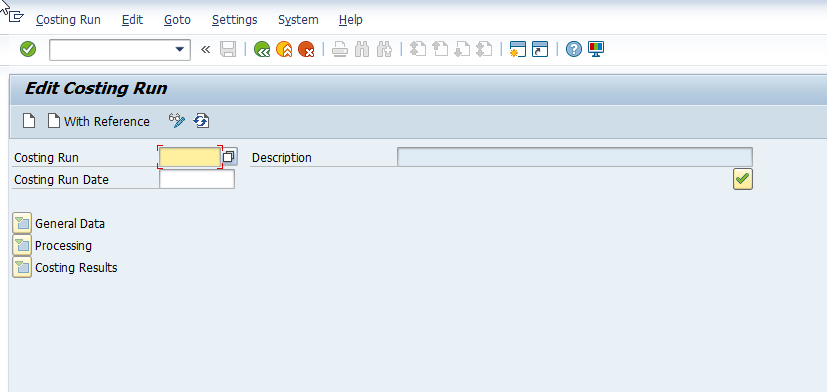 Costing Run Edit Goto Settings System Help
Edit Costing Run
With Reference
Costing Run Description
Costing Run Date
General Data
Processing
Costing Results